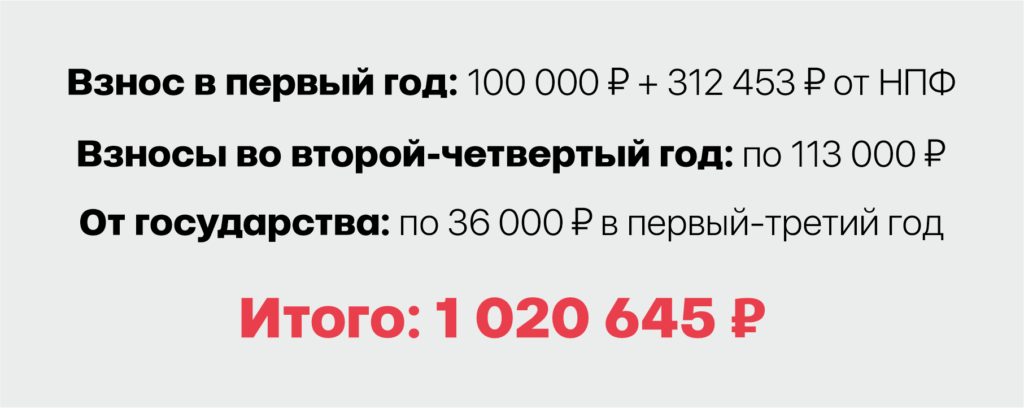 Взнос в первый год: 100 000 ₽ + 312 453 ₽ от НПФ
Взносы во второй-четвертый год: по 113 000 ₽
От государства: по 36 000 ₽ в первый-третий год
Итого: 1 020 645 ₽